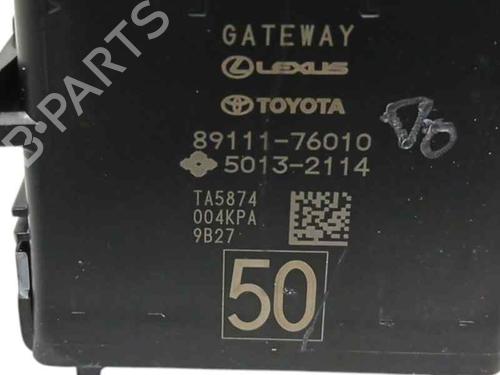 GATEWAY
LEXUS
TOYOTA
89111-76010
5013-2114
TA5874
004KPA
9B27
50
B-PARTS